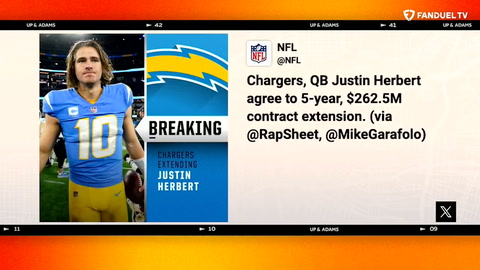 FANDUEL TV
UP & ADAMS
42
UP & ADAMS
41
UP & ADAMS
NFL
NFL
@NFL
Chargers, QB Justin Herbert
agree to 5-year, $262.5M
contract extension. (via
@RapSheet, @MikeGarafolo)
10
BREAKING
CHARGERS
EXTENDING
JUSTIN
HERBERT
X
11
10
UP & ADAMS
09